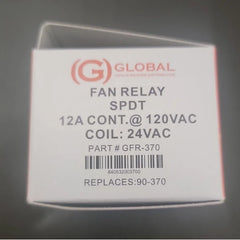 (G) GLOBAL
FAN RELAY
SPDT
12A CONT.@ 120VAC
COIL: 24VAC
PART # GFR-370
REPLACES:90-370